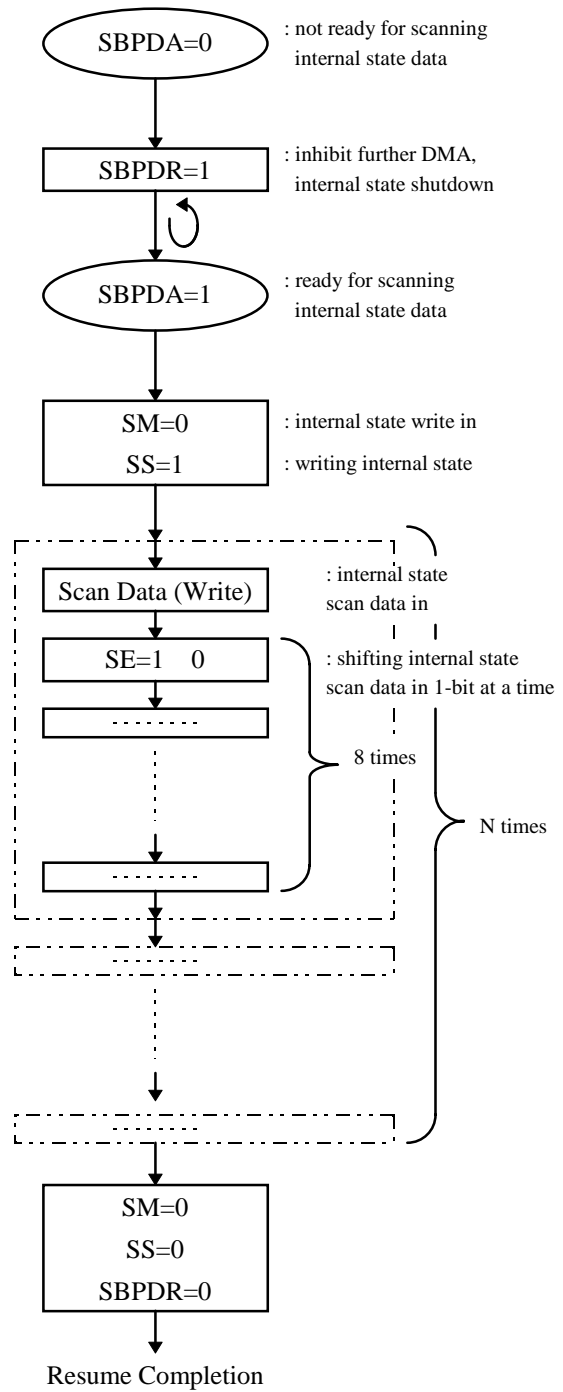 SBPDA=0
: not ready for scanning
internal state data
SBPDR=1
: inhibit further DMA,
internal state shutdown
SBPDA=1
: ready for scanning
internal state data
SM=0
: internal state write in
SS=1
: writing internal state
Scan Data (Write)
: internal state
scan data in
SE=1 0
: shifting internal state
scan data in 1-bit at a time
8 times
N times
SM=0
SS=0
SBPDR=0
Resume Completion